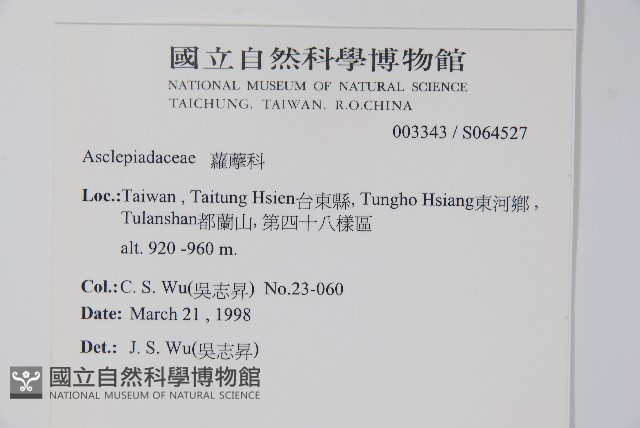 國立自然科學博物館
NATIONAL MUSEUM OF NATURAL SCIENCE
TAICHUNG, TAIWAN, R.O.CHINA
003343 / S064527
Asclepiadaceae 蘿摩科
Loc.:Taiwan , Taitung Hsien台東縣, Tungho Hsiang東河鄉 ,
Tulanshan都蘭山, 第四十八樣區
alt. 920 -960 m.
Col.:C. S. Wu(吳志昇) No.23-060
Date: March 21 , 1998
Det.: J. S. Wu(吳志昇)
國立自然科學博物館
NATIONAL MUSEUM OF NATURAL SCIENCE